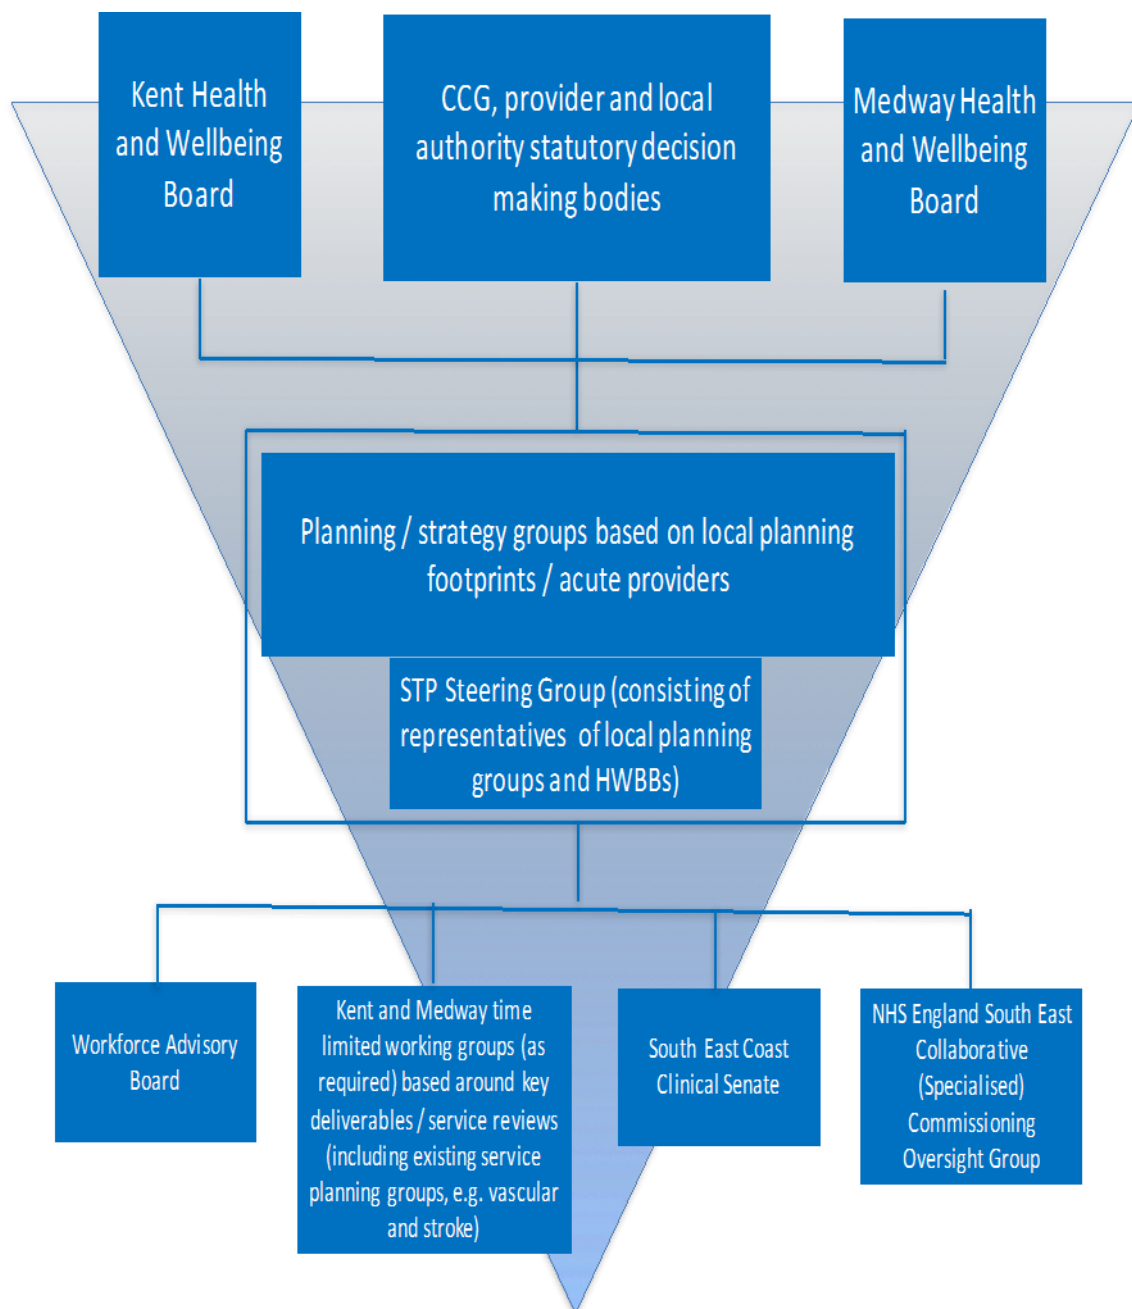 Kent Health
and Wellbeing
Board
CCG, provider and local
authority statutory decision
making bodies
Medway Health
and Wellbeing
Board
Planning / strategy groups based on local planning
footprints / acute providers
STP Steering Group (consisting of
representatives of local planning
groups and HWBBs)
Workforce Advisory
Board
Kent and Medway time
limited working groups (as
required) based around key
deliverables / service reviews
(including existing service
planning groups, e.g. vascular
and stroke)
South East Coast
Clinical Senate
NHS England South East
Collaborative
(Specialised)
Commissioning
Oversight Group